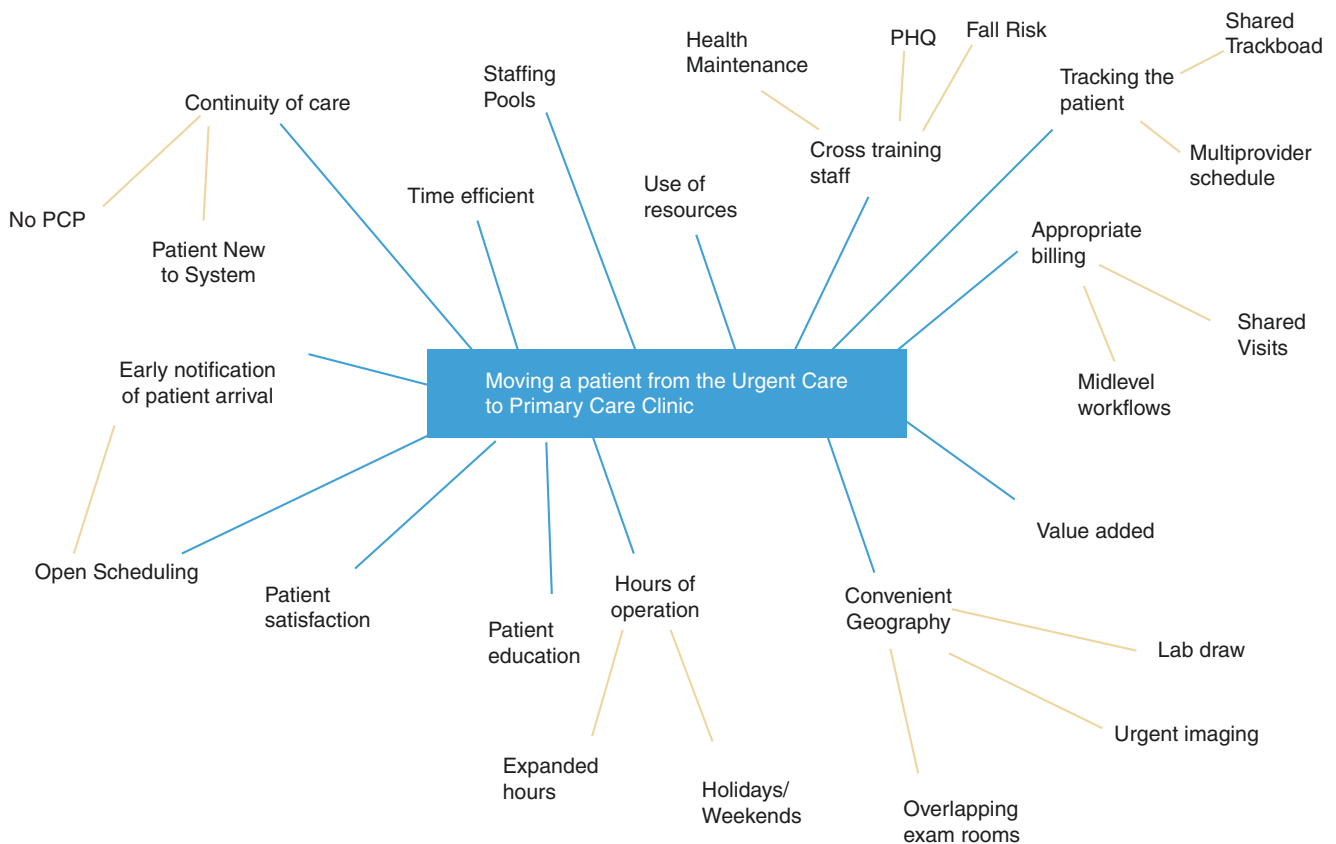 Shared
Trackboad
Fall Risk
PHQ
Health
Maintenance
Staffing
Pools
Tracking the
patient
Continuity of care
Cross training
staff
Multiprovider
schedule
Time efficient
Use of
resources
No PCP
Patient New
to System
Appropriate
billing
Shared
Visits
Early notification
of patient arrival
Moving a patient from the Urgent Care
to Primary Care Clinic
Midlevel
workflows
Value added
Open Scheduling
Patient
satisfaction
Patient
education
Hours of
operation
Convenient
Geography
Lab draw
Urgent imaging
Expanded
hours
Holidays/
Weekends
Overlapping
exam rooms